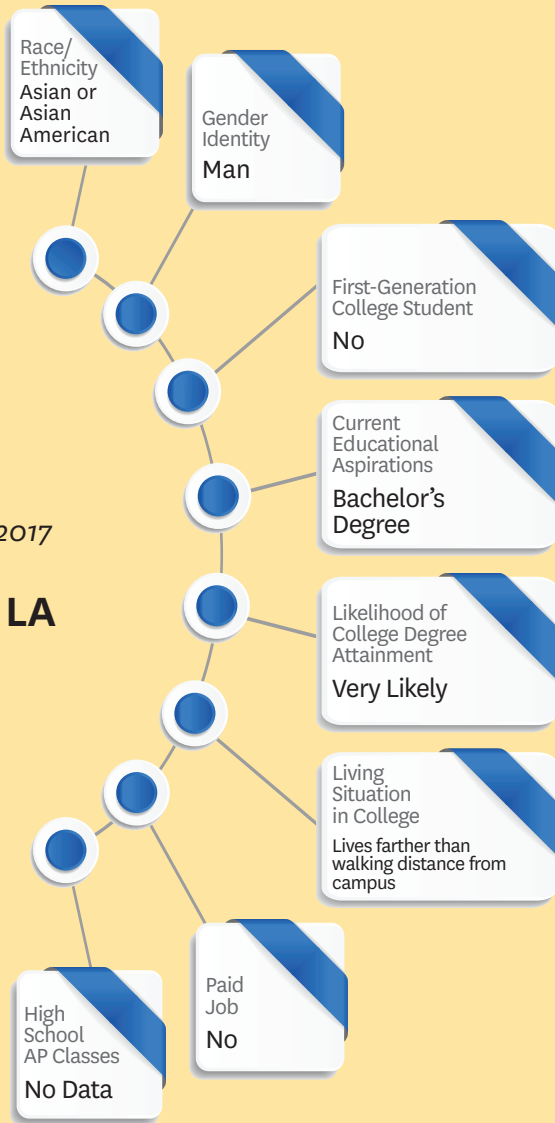 Race/
Ethnicity
Asian or
Asian
American
Gender
Identity
Man
First-Generation
College Student
No
Current
Educational
Aspirations
Bachelor's
Degree
2017
LA
Likelihood of
College Degree
Attainment
Very Likely
Living
Situation
in College
Lives farther than
walking distance from
campus
Paid
Job
No
High
School
AP Classes
No Data